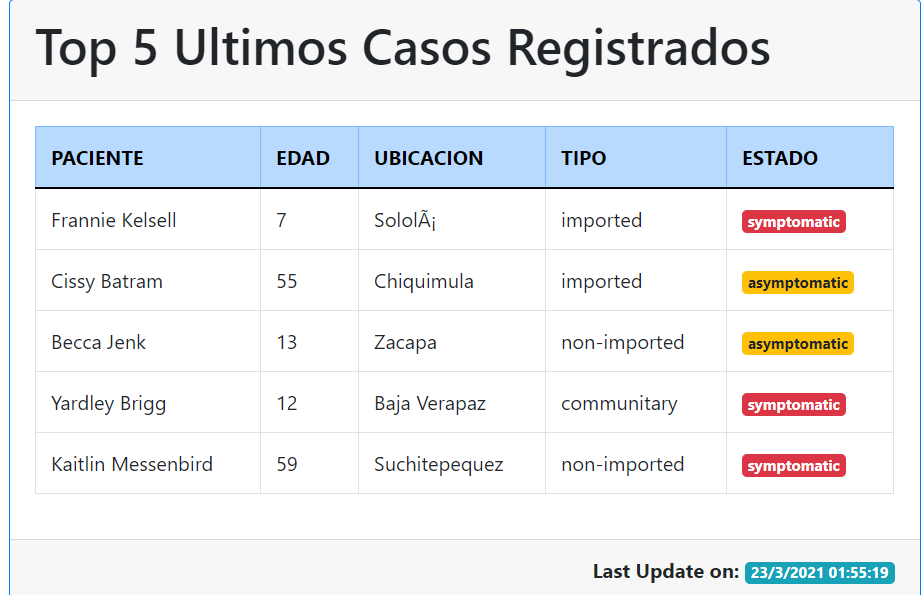 Top 5 Ultimos Casos Registrados
PACIENTE EDAD UBICACION TIPO ESTADO
Frannie Kelsell 7 SololÃ¡ imported symptomatic
Cissy Batram 55 Chiquimula imported asymptomatic
Becca Jenk 13 Zacapa non-imported asymptomatic
Yardley Brigg 12 Baja Verapaz communitary symptomatic
Kaitlin Messenbird 59 Suchitepequez non-imported symptomatic
Last Update on: 23/3/2021 01:55:19